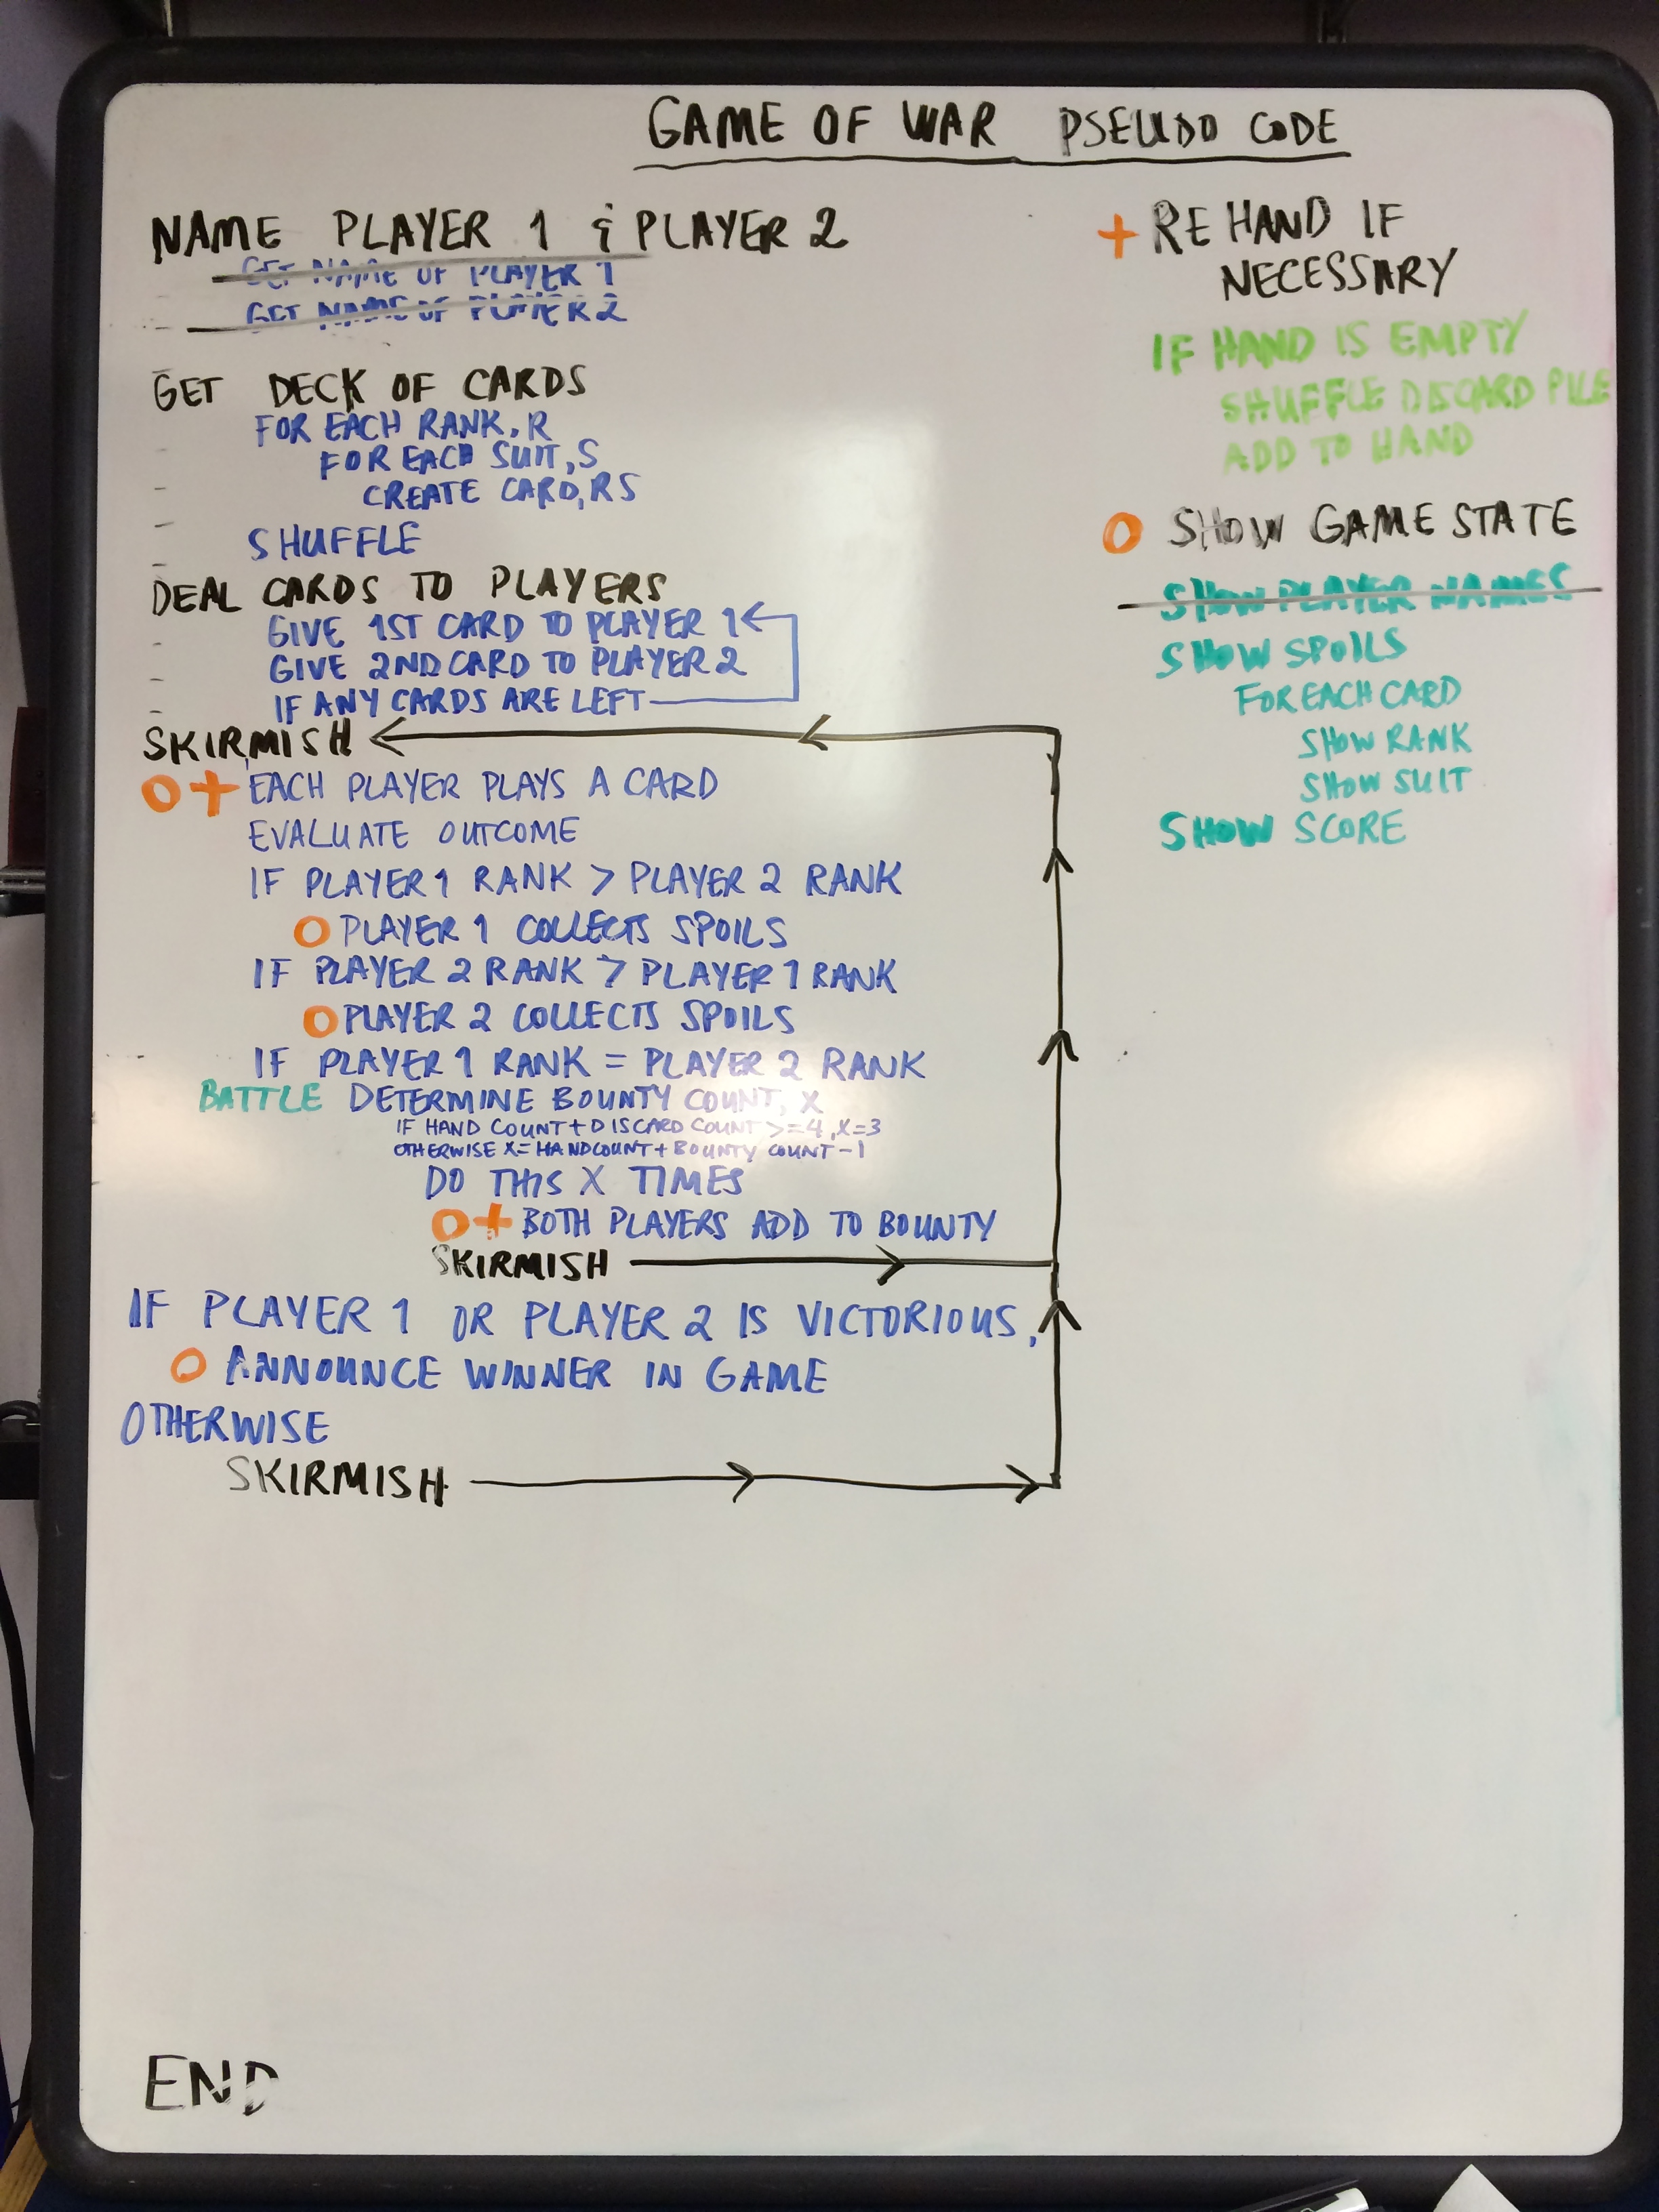 GAME OF WAR PSEUDO CODE
NAME PLAYER 1 & PLAYER 2
GET NAME OF PLAYER 1
GET NAME OF PLAYER 2
GET DECK OF CARDS
FOR EACH RANK, R
FOR EACH SUIT, S
CREATE CARD, RS
SHUFFLE
DEAL CARDS TO PLAYERS
GIVE 1ST CARD TO PLAYER 1
GIVE 2ND CARD TO PLAYER 2
IF ANY CARDS ARE LEFT
SKIRMISH
O + EACH PLAYER PLAYS A CARD
EVALUATE OUTCOME
IF PLAYER 1 RANK > PLAYER 2 RANK
O PLAYER 1 COLLECTS SPOILS
IF PLAYER 2 RANK > PLAYER 1 RANK
O PLAYER 2 COLLECTS SPOILS
IF PLAYER 1 RANK = PLAYER 2 RANK
BATTLE DETERMINE BOUNTY COUNT, X
IF HAND COUNT + DISCARD COUNT >= 4, X=3
OTHERWISE X = HANDCOUNT + BOUNTY COUNT - 1
DO THIS X TIMES
O + BOTH PLAYERS ADD TO BOUNTY
SKIRMISH
IF PLAYER 1 OR PLAYER 2 IS VICTORIOUS,
O ANNOUNCE WINNER IN GAME
OTHERWISE
SKIRMISH
END
+ REHAND IF
NECESSARY
IF HAND IS EMPTY
SHUFFLE DISCARD PILE
ADD TO HAND
O SHOW GAME STATE
SHOW PLAYER NAMES
SHOW SPOILS
FOR EACH CARD
SHOW RANK
SHOW SUIT
SHOW SCORE